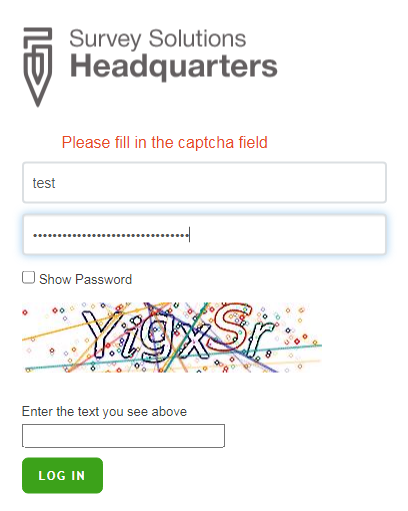 Survey Solutions
Headquarters
Please fill in the captcha field
test
••••••••••••••••••••••••••••••••
Show Password
YigxSr
Enter the text you see above
LOG IN